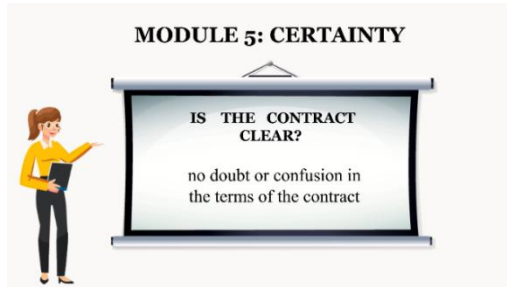 MODULE 5: CERTAINTY
IS THE CONTRACT
CLEAR?
no doubt or confusion in
the terms of the contract